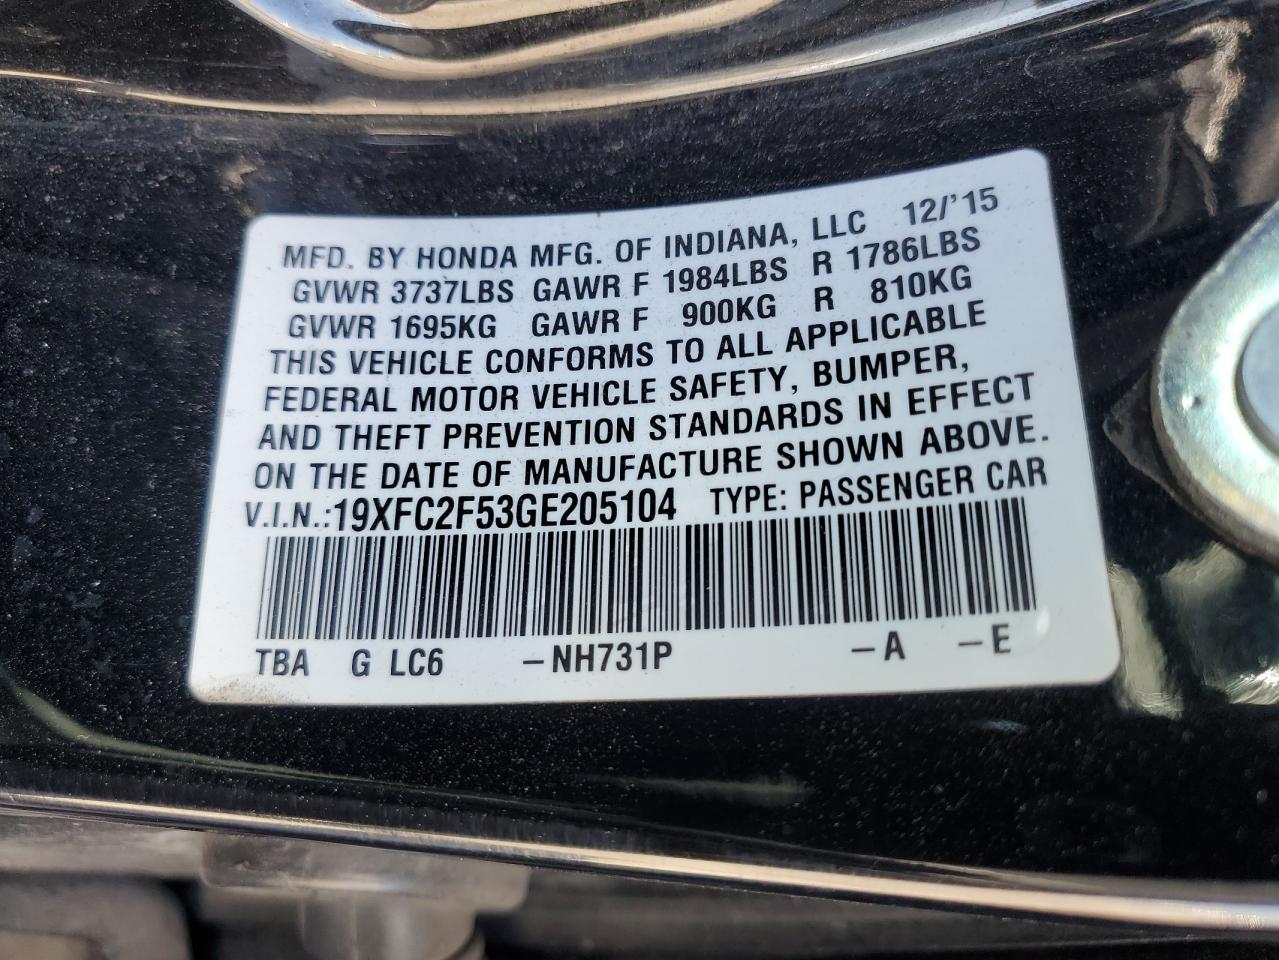 MFD. BY HONDA MFG. OF INDIANA, LLC 12/'15
GVWR 3737LBS GAWR F 1984LBS R 1786LBS
GVWR 1695KG GAWR F 900KG R 810KG
THIS VEHICLE CONFORMS TO ALL APPLICABLE
FEDERAL MOTOR VEHICLE SAFETY, BUMPER,
AND THEFT PREVENTION STANDARDS IN EFFECT
ON THE DATE OF MANUFACTURE SHOWN ABOVE.
V.I.N.:19XFC2F53GE205104 TYPE: PASSENGER CAR
TBA G LC6 -NH731P -A -E